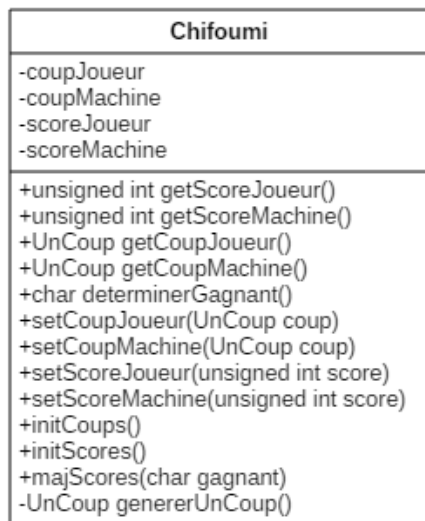 Chifoumi
-coupJoueur
-coupMachine
-scoreJoueur
-scoreMachine
+unsigned int getScoreJoueur()
+unsigned int getScoreMachine()
+UnCoup getCoupJoueur()
+UnCoup getCoupMachine()
+char determinerGagnant()
+setCoupJoueur(UnCoup coup)
+setCoupMachine(UnCoup coup)
+setScoreJoueur(unsigned int score)
+setScoreMachine(unsigned int score)
+initCoups()
+initScores()
+majScores(char gagnant)
-UnCoup genererUnCoup()